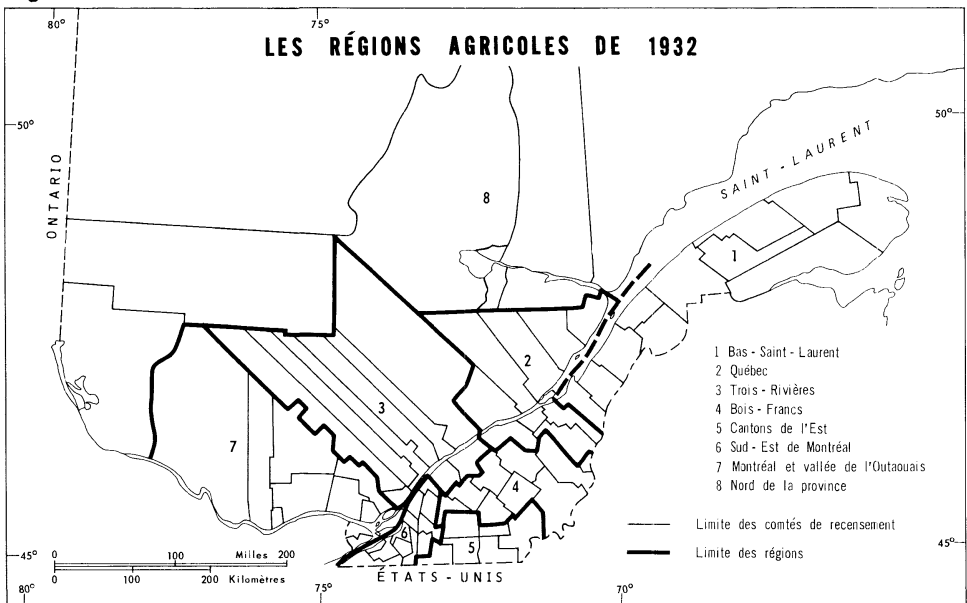 80°
75°
LES RÉGIONS AGRICOLES DE 1932
50°
50°
ONTARIO
SAINT-LAURENT
8
1
2
3
7
4
6
5
1 Bas-Saint-Laurent
2 Québec
3 Trois-Rivières
4 Bois-Francs
5 Cantons de l'Est
6 Sud-Est de Montréal
7 Montréal et vallée de l'Outaouais
8 Nord de la province
Limite des comtés de recensement
Limite des régions
45°
45°
0 100 Milles 200
0 100 200 Kilomètres
ÉTATS-UNIS
80°
75°
70°